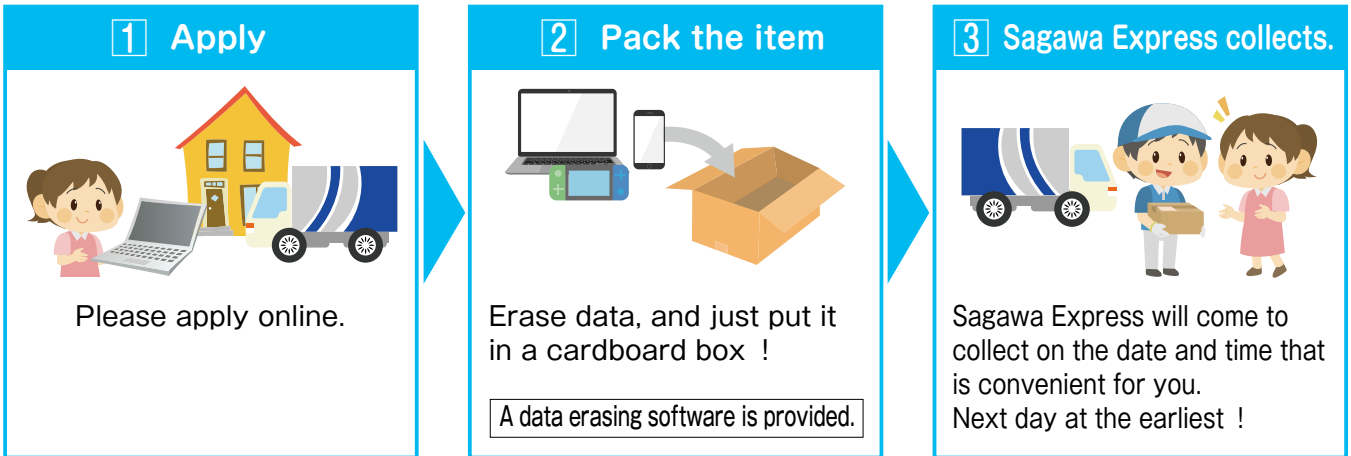 1 Apply
Please apply online.
2 Pack the item
Erase data, and just put it
in a cardboard box !
A data erasing software is provided.
3 Sagawa Express collects.
Sagawa Express will come to
collect on the date and time that
is convenient for you.
Next day at the earliest !